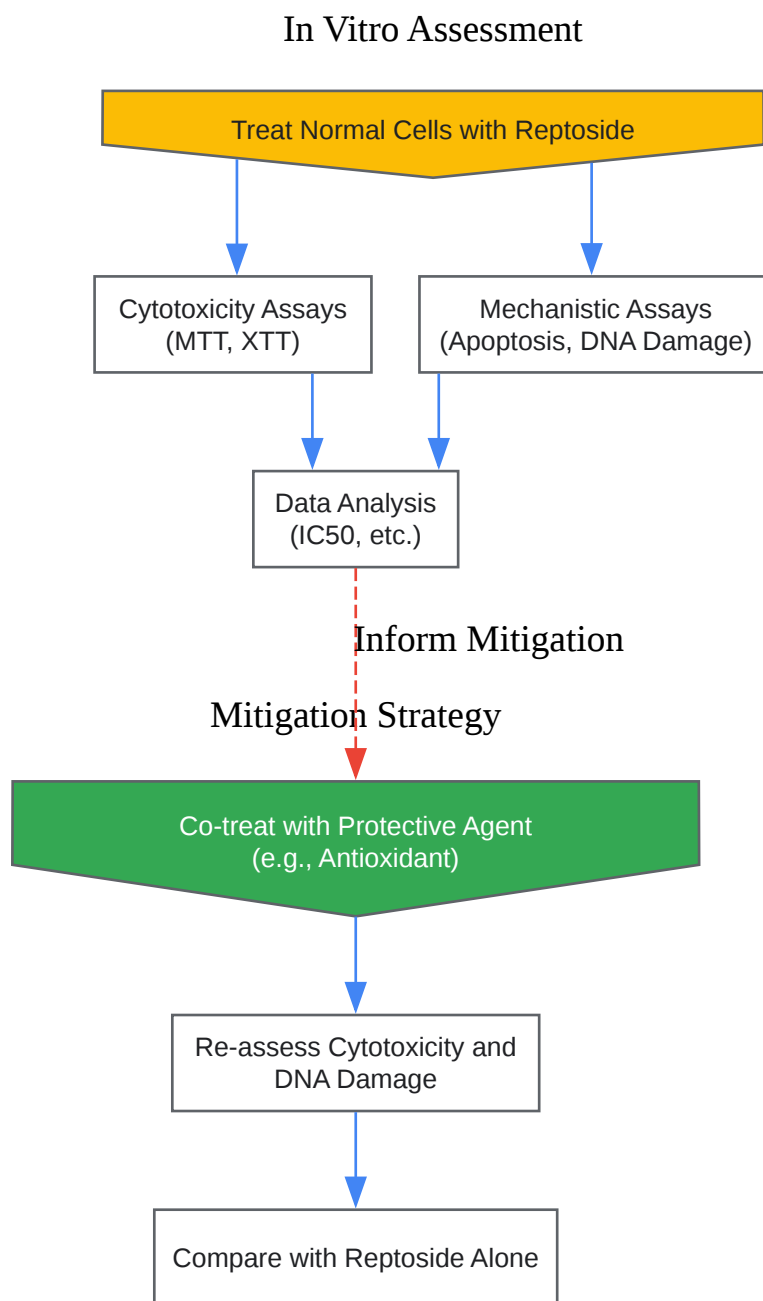 In Vitro Assessment
Treat Normal Cells with Reptoside
Cytotoxicity Assays
(MTT, XTT)
Mechanistic Assays
(Apoptosis, DNA Damage)
Data Analysis
(IC50, etc.)
Inform Mitigation
Mitigation Strategy
Co-treat with Protective Agent
(e.g., Antioxidant)
Re-assess Cytotoxicity and
DNA Damage
Compare with Reptoside Alone